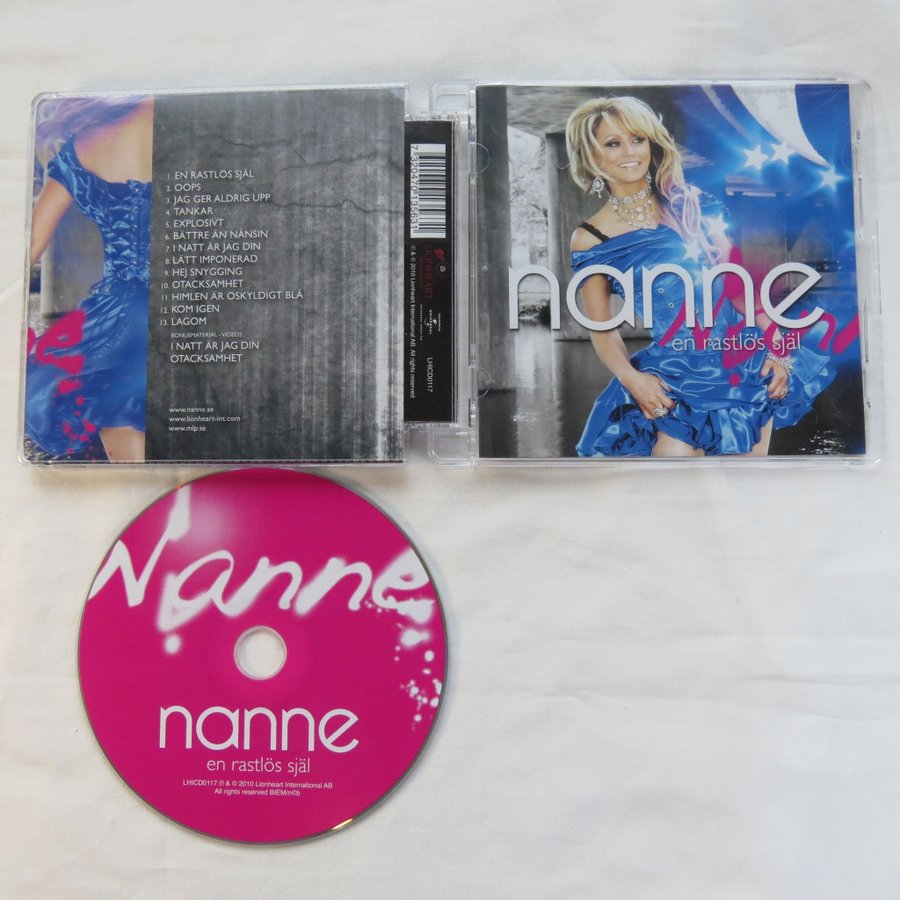 1. EN RASTLÖS SJÄL
2. OOPS
3. JAG GER ALDRIG UPP
4. TANKAR
5. EXPLOSIVT
6. BÄTTRE ÄN NÅNSIN
7. I NATT ÄR JAG DIN
8. LÄTT IMPONERAD
9. HEJ SNYGGING
10. OTACKSAMHET
11. HIMLEN ÄR OSKYLDIGT BLÅ
12. KOM IGEN
13. LAGOM
BONUSMATERIAL -VIDEOS
I NATT ÄR JAG DIN
OTACKSAMHET
www.nanne.se
www.lionheart-int.com
www.mlp.se
LIONHEART
UNIVERSAL
℗ & © 2010 Lionheart International AB. All rights reserved
LHICD0117
nanne
en rastlös själ
Nanne
nanne
en rastlös själ
LHICD0117 ℗ & © 2010 Lionheart International AB
All rights reserved BIEM/n©b